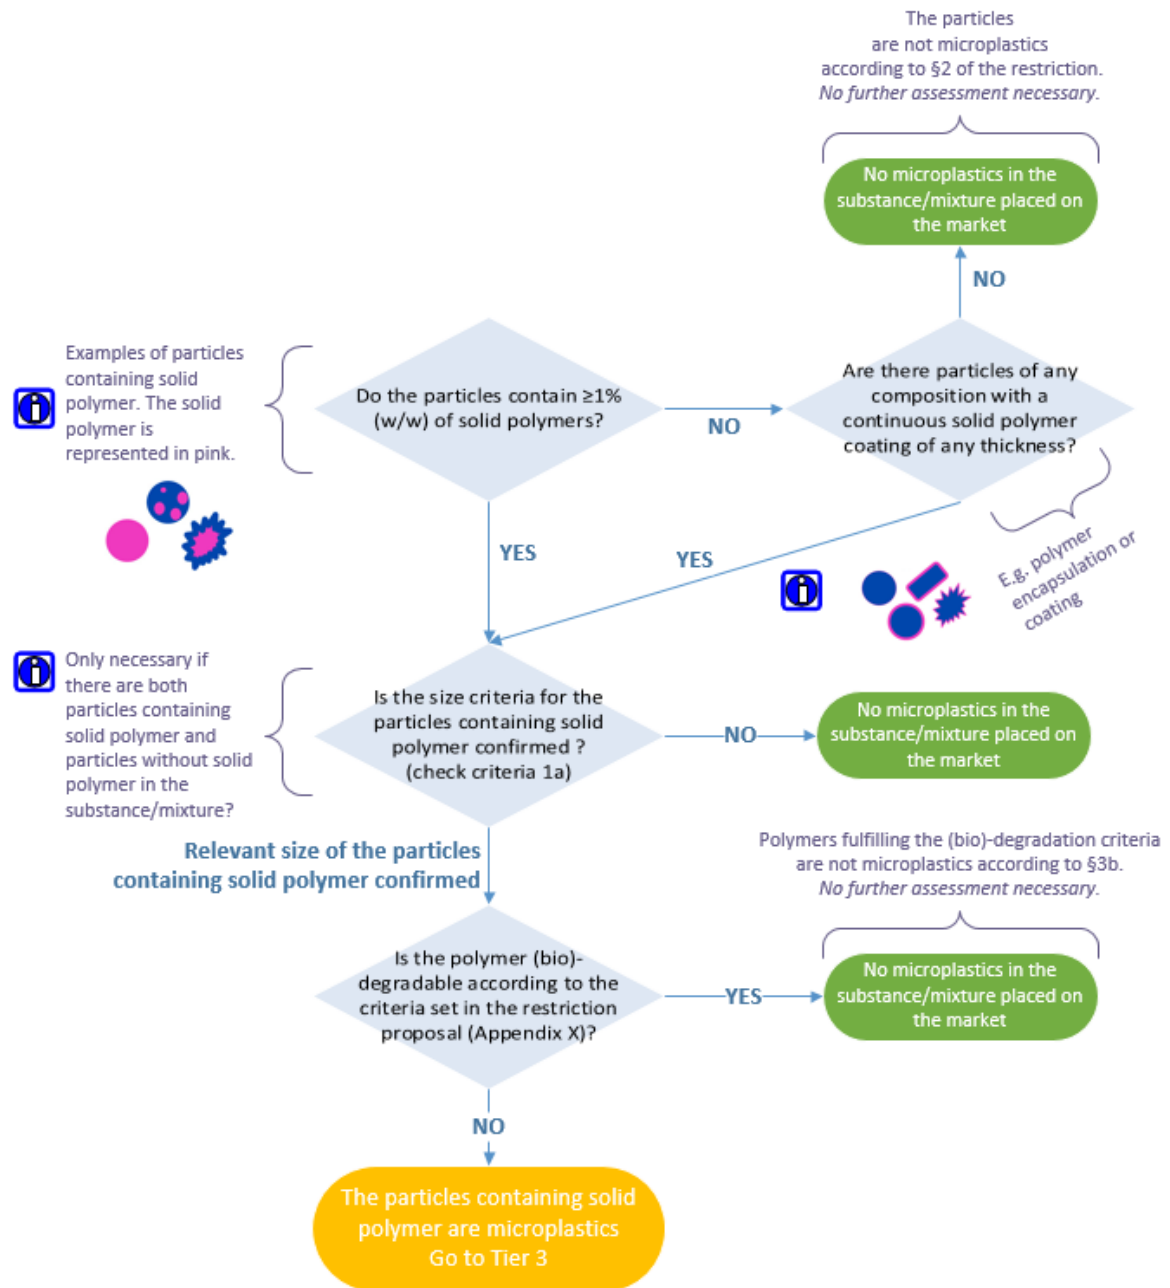 The particles
are not microplastics
according to §2 of the restriction.
No further assessment necessary.
No microplastics in the
substance/mixture placed on
the market
NO
Examples of particles
containing solid
polymer. The solid
polymer is
represented in pink.
Do the particles contain ≥1%
(w/w) of solid polymers?
NO
Are there particles of any
composition with a
continuous solid polymer
coating of any thickness?
YES
YES
E.g. polymer
encapsulation or
coating
Only necessary if
there are both
particles containing
solid polymer and
particles without solid
polymer in the
substance/mixture?
Is the size criteria for the
particles containing solid
polymer confirmed ?
(check criteria 1a)
NO
No microplastics in the
substance/mixture placed on
the market
Relevant size of the particles
containing solid polymer confirmed
Polymers fulfilling the (bio)-degradation criteria
are not microplastics according to §3b.
No further assessment necessary.
Is the polymer (bio)-
degradable according to the
criteria set in the restriction
proposal (Appendix X)?
YES
No microplastics in the
substance/mixture placed on
the market
NO
The particles containing solid
polymer are microplastics
Go to Tier 3